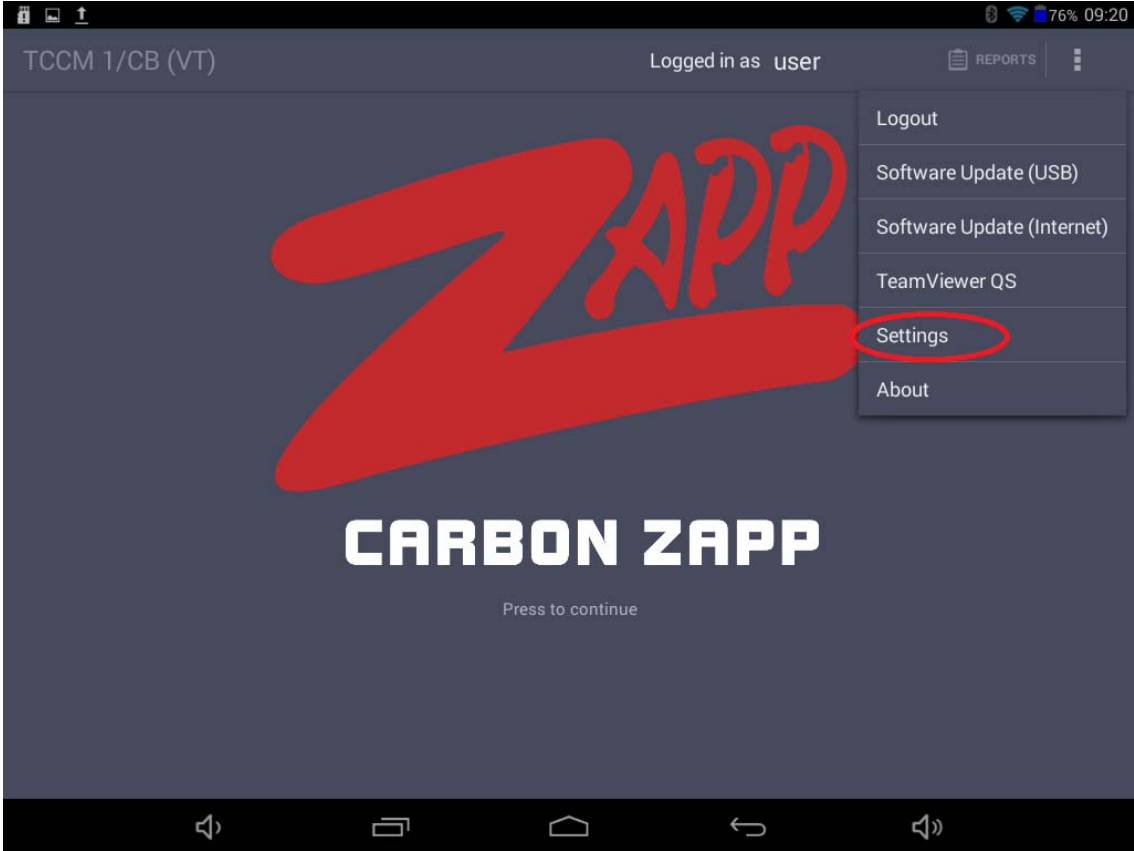 76% 09:20
TCCM 1/CB (VT)
Logged in as user
REPORTS
Logout
Software Update (USB)
Software Update (Internet)
TeamViewer QS
Settings
About
ZAPP
CARBON ZAPP
Press to continue